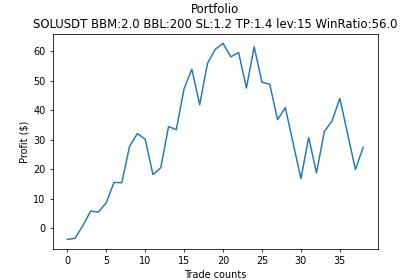 Portfolio
SOLUSDT BBM:2.0 BBL:200 SL:1.2 TP:1.4 lev:15 WinRatio:56.0
60
50
40
30
20
10
0
Profit ($)
0 5 10 15 20 25 30 35
Trade counts